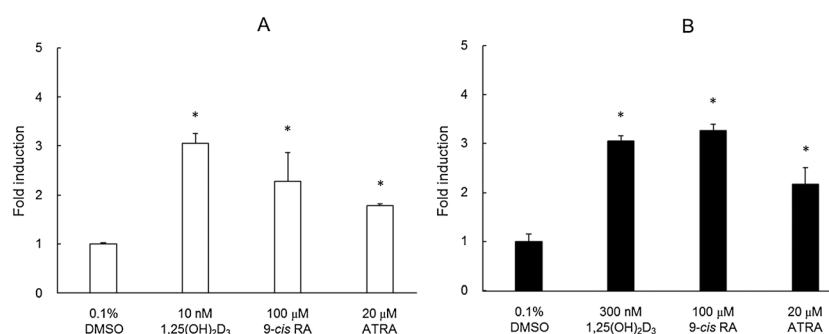 A
5
4
3
2
1
0
Fold induction
*
*
*
0.1% 10 nM 100 μM 20 μM
DMSO 1,25(OH)₂D₃ 9-cis RA ATRA
B
5
4
3
2
1
0
Fold induction
*
*
*
0.1% 300 nM 100 μM 20 μM
DMSO 1,25(OH)₂D₃ 9-cis RA ATRA